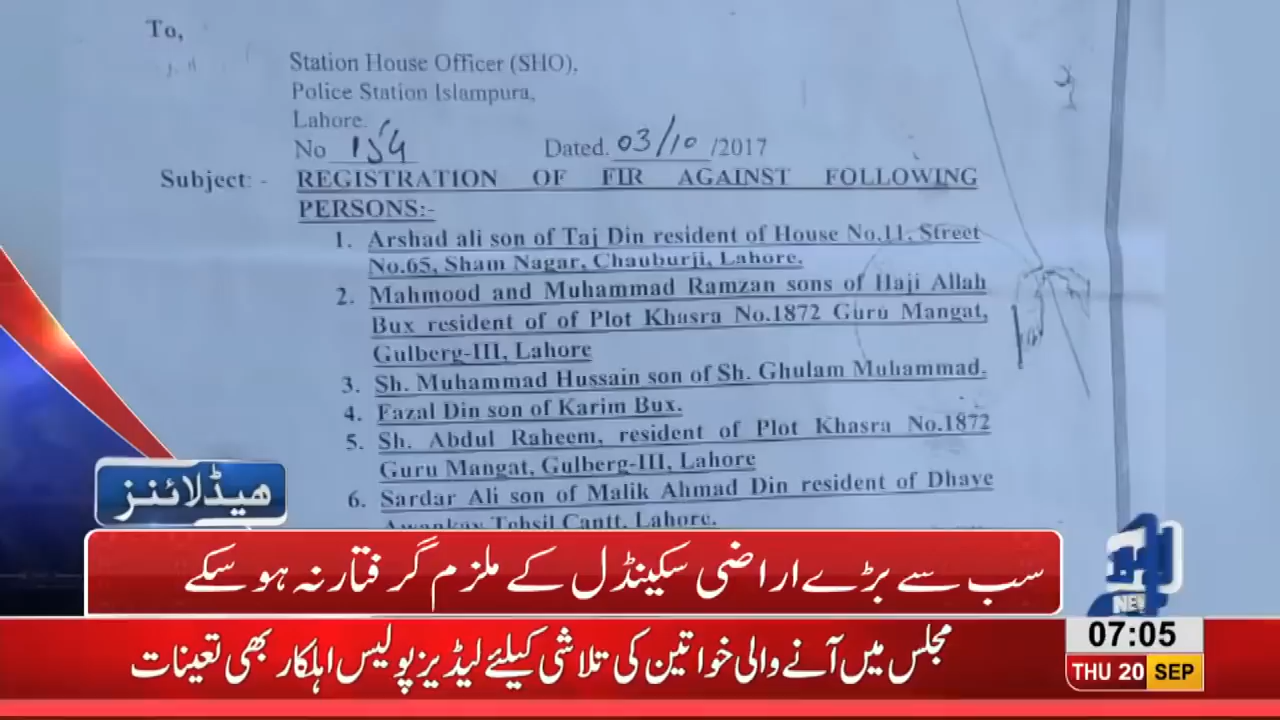 To,
Station House Officer (SHO),
Police Station Islampura,
Lahore.
No 154 Dated. 03/10 /2017
Subject: - REGISTRATION OF FIR AGAINST FOLLOWING
PERSONS:-
1. Arshad ali son of Taj Din resident of House No.11, Street
No.65, Sham Nagar, Chauburji, Lahore.
2. Mahmood and Muhammad Ramzan sons of Haji Allah
Bux resident of of Plot Khasra No.1872 Guru Mangat,
Gulberg-III, Lahore
3. Sh. Muhammad Hussain son of Sh. Ghulam Muhammad.
4. Fazal Din son of Karim Bux.
5. Sh. Abdul Raheem, resident of Plot Khasra No.1872
Guru Mangat, Gulberg-III, Lahore
6. Sardar Ali son of Malik Ahmad Din resident of Dhaye
Awankay Tehsil Cantt, Lahore.
ہیڈلائنز
سب سے بڑے اراضی سکینڈل کے ملزم گرفتار نہ ہوسکے
NEWS
07:05
مجلس میں آنے والی خواتین کی تلاشی کیلئے لیڈیز پولیس اہلکار بھی تعینات
THU 20 SEP